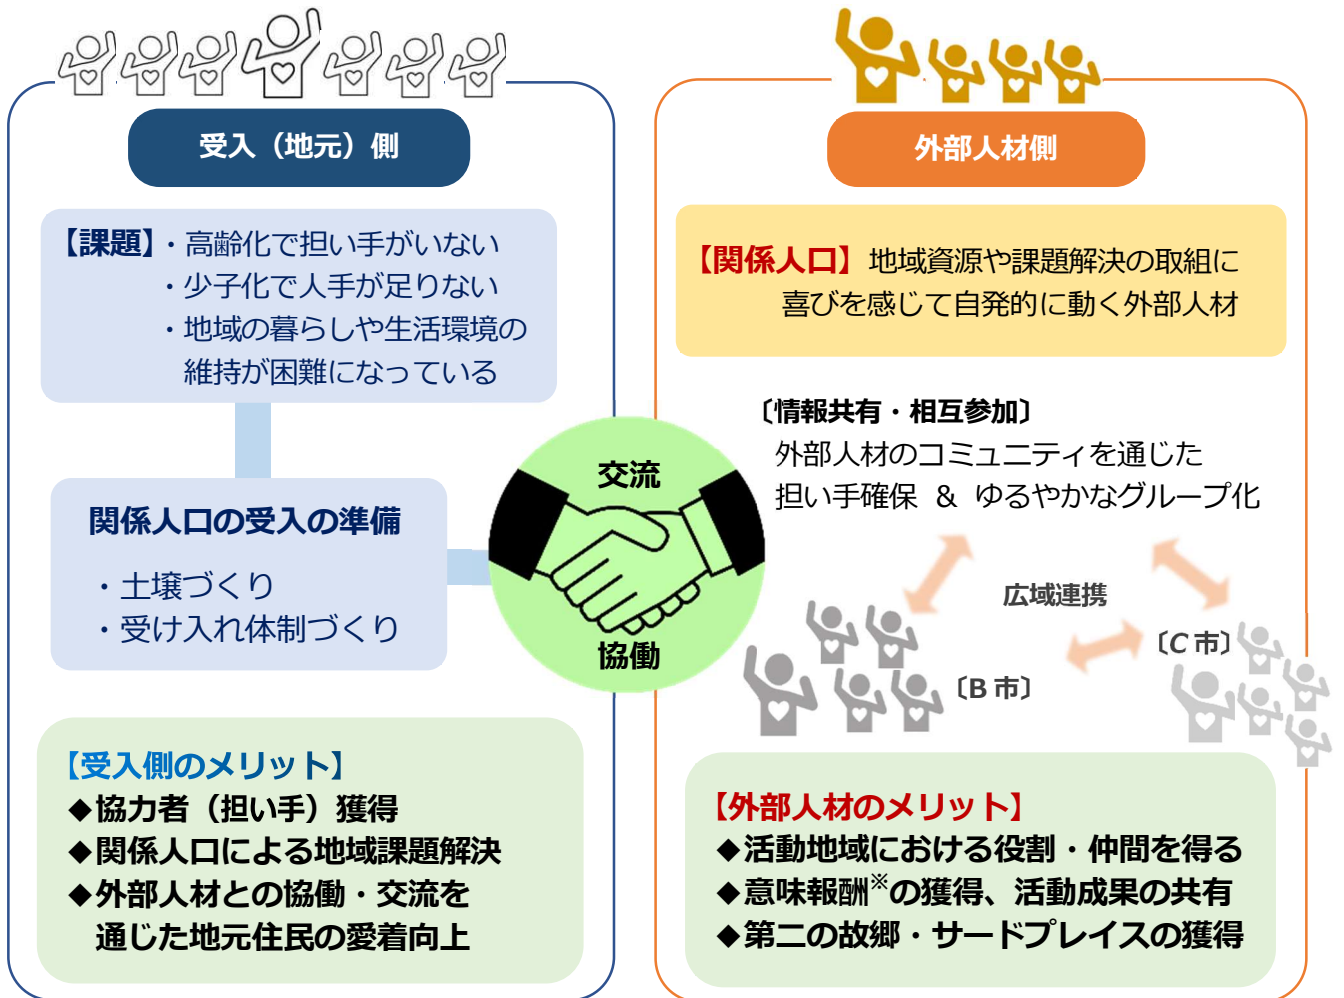 受入（地元）側
【課題】・高齢化で担い手がいない
・少子化で人手が足りない
・地域の暮らしや生活環境の
維持が困難になっている
関係人口の受入の準備
・土壌づくり
・受け入れ体制づくり
【受入側のメリット】
◆協力者（担い手）獲得
◆関係人口による地域課題解決
◆外部人材との協働・交流を
通じた地元住民の愛着向上
交流
協働
外部人材側
【関係人口】地域資源や課題解決の取組に
喜びを感じて自発的に動く外部人材
〔情報共有・相互参加〕
外部人材のコミュニティを通じた
担い手確保 & ゆるやかなグループ化
広域連携
〔C 市〕
〔B 市〕
【外部人材のメリット】
◆活動地域における役割・仲間を得る
◆意味報酬※の獲得、活動成果の共有
◆第二の故郷・サードプレイスの獲得